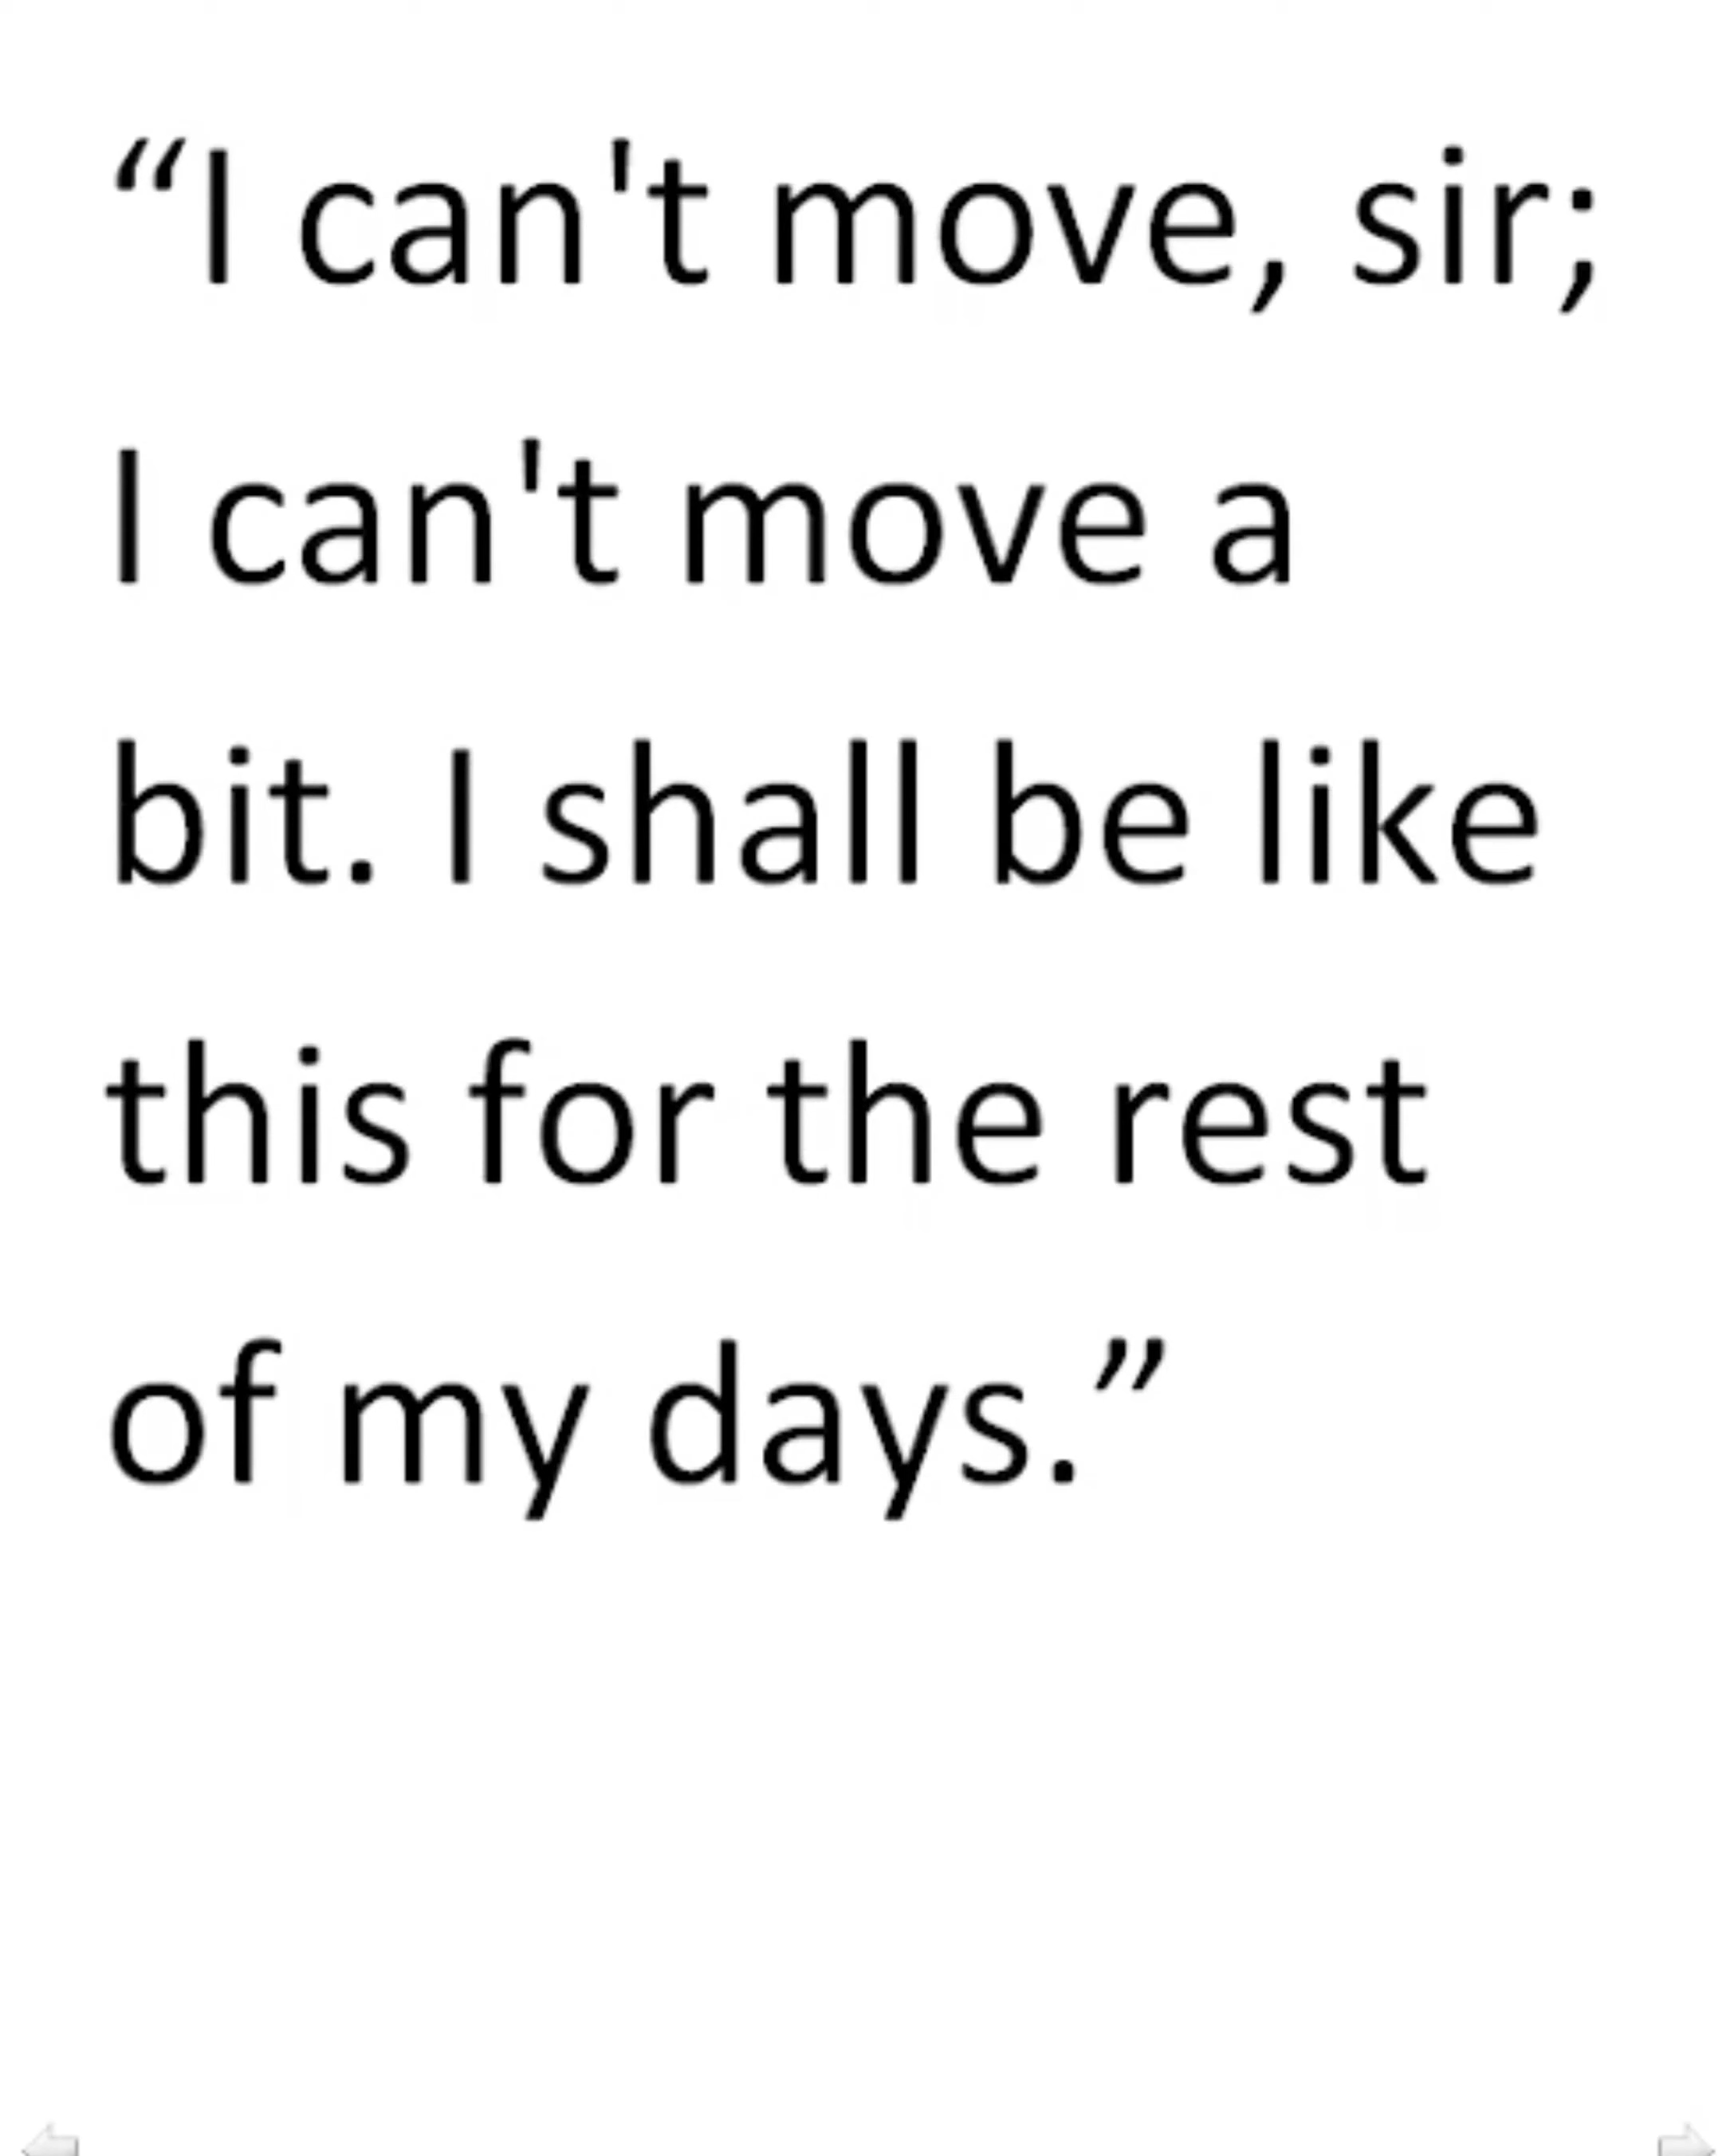 “I can't move, sir;
I can't move a
bit. I shall be like
this for the rest
of my days.”